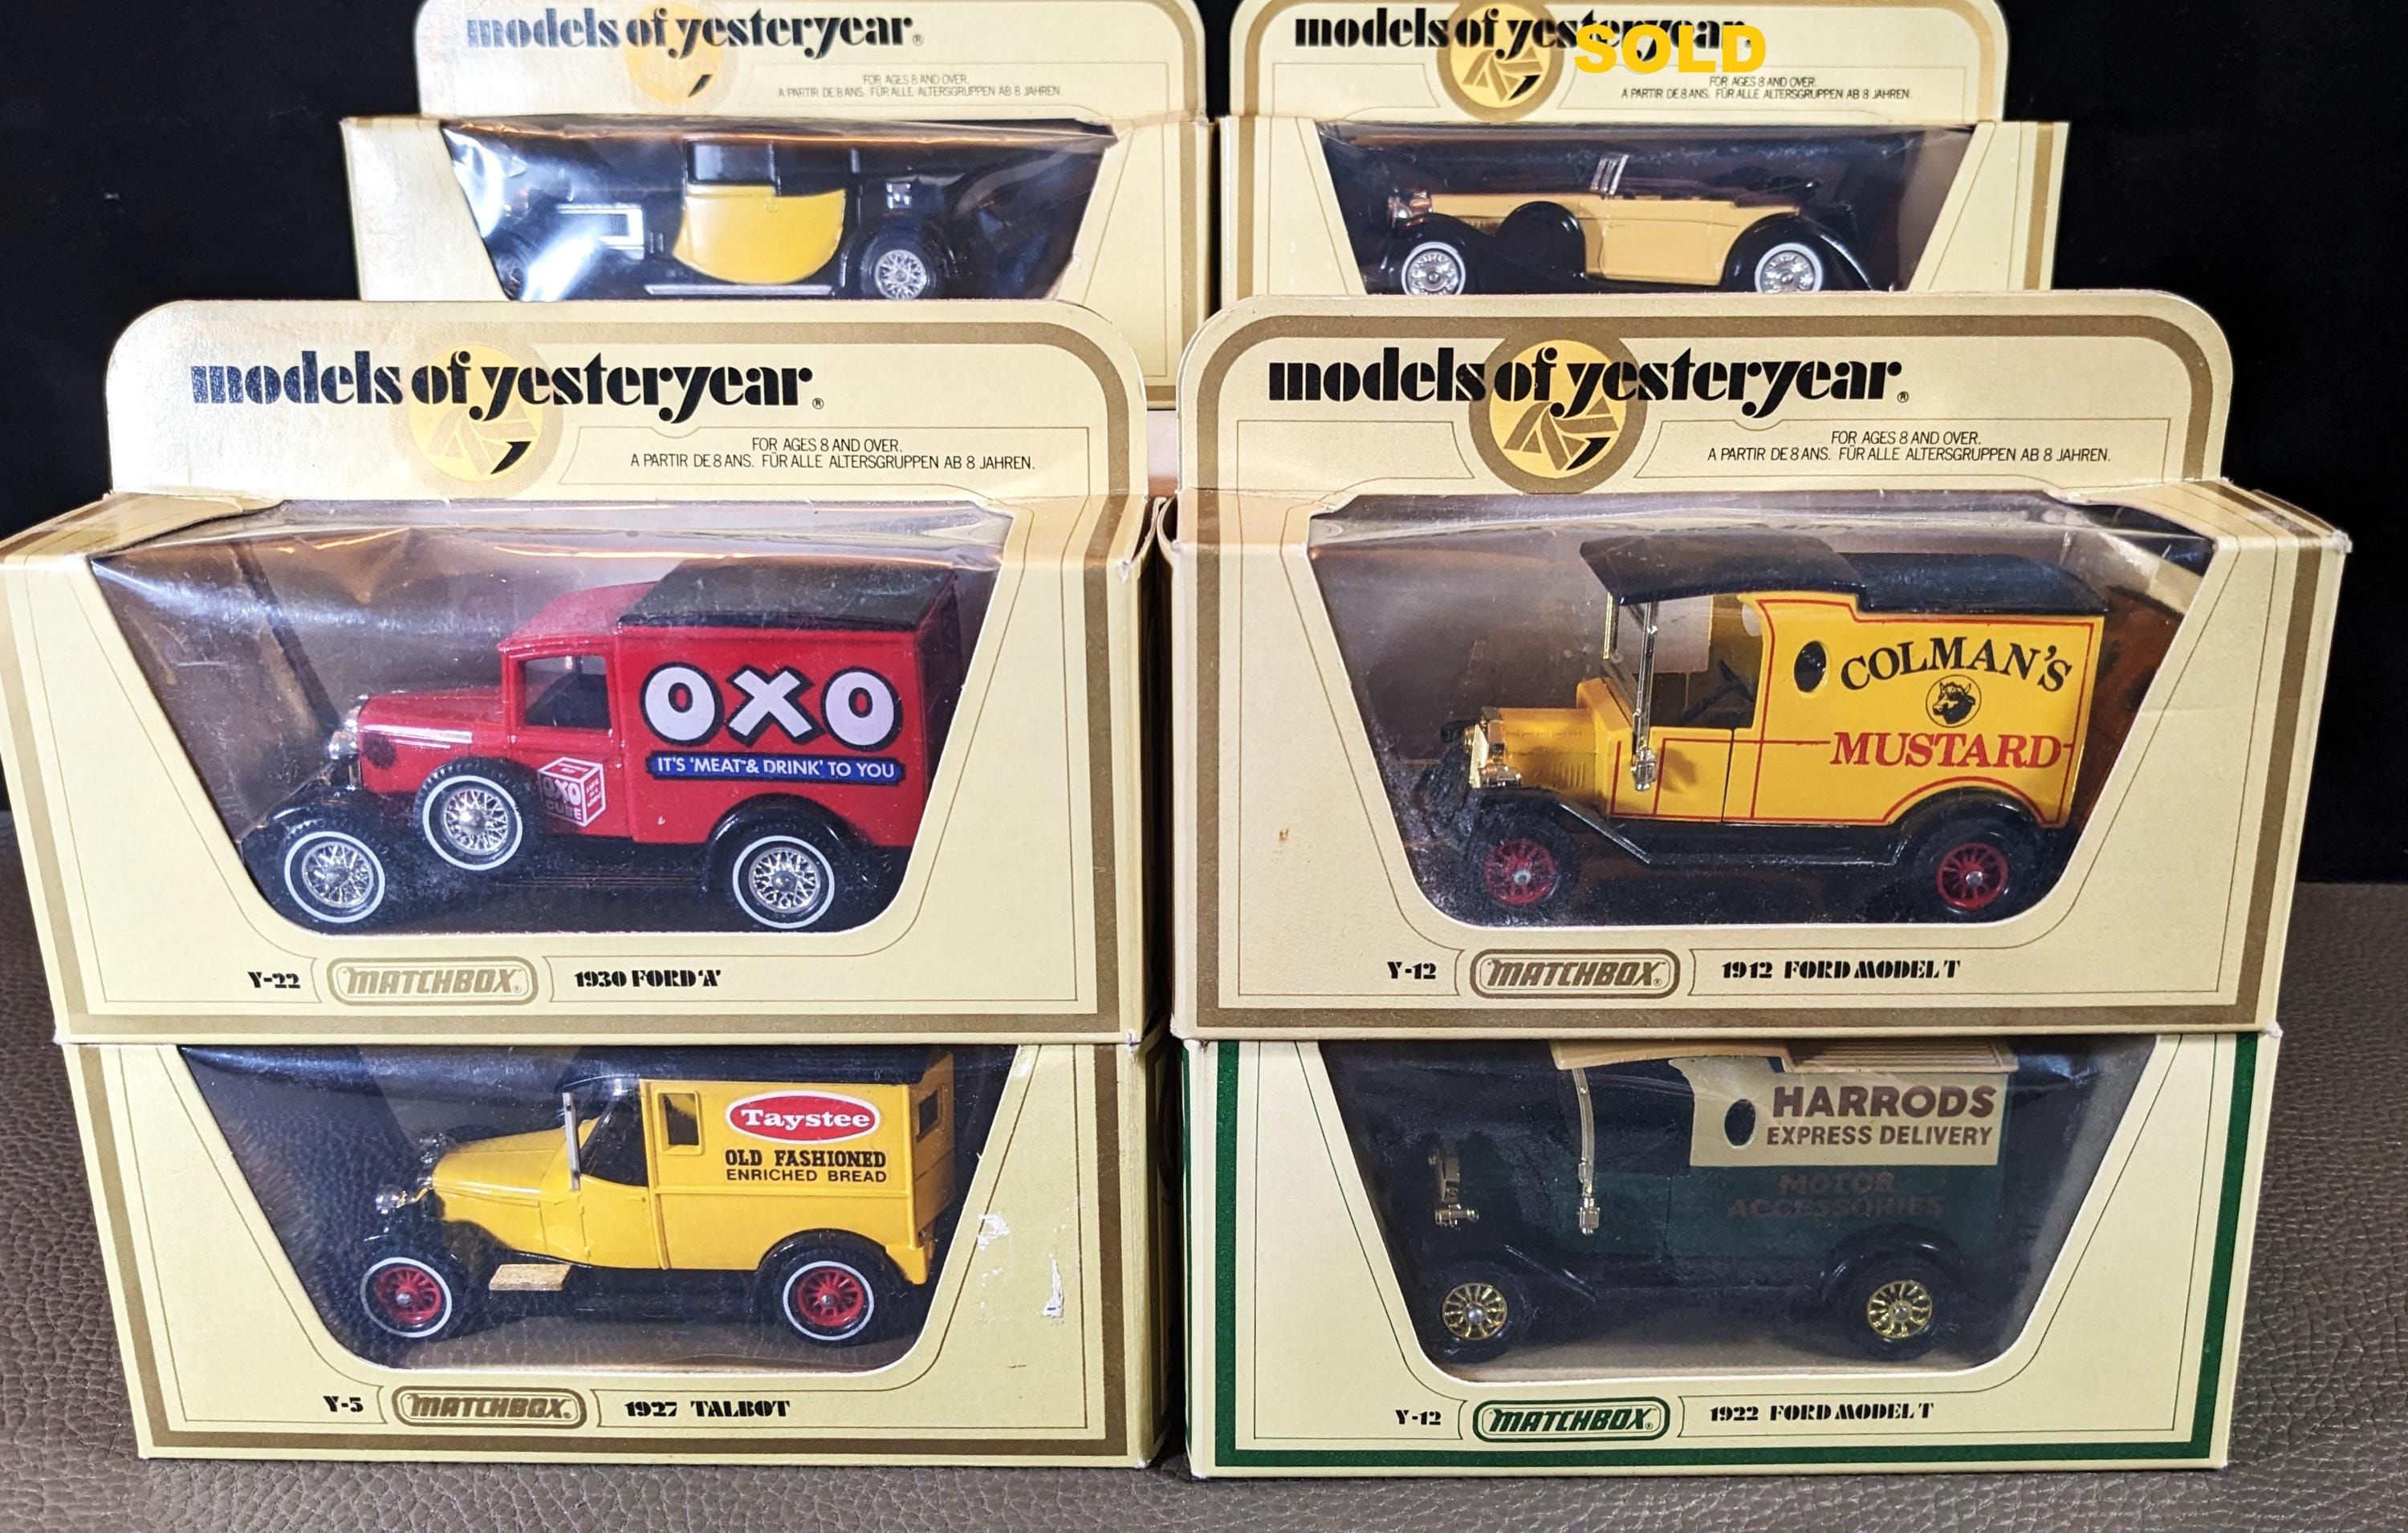 models of yesteryear®
FOR AGES 8 AND OVER.
A PARTIR DE 8 ANS. FÜR ALLE ALTERSGRUPPEN AB 8 JAHREN.
models of yesteryear®
SOLD
FOR AGES 8 AND OVER.
A PARTIR DE 8 ANS. FÜR ALLE ALTERSGRUPPEN AB 8 JAHREN.
models of yesteryear®
FOR AGES 8 AND OVER.
A PARTIR DE 8 ANS. FÜR ALLE ALTERSGRUPPEN AB 8 JAHREN.
OXO
IT'S 'MEAT & DRINK' TO YOU
OXO
CUBE
Y-22 MATCHBOX® 1930 FORD 'A'
models of yesteryear®
FOR AGES 8 AND OVER.
A PARTIR DE 8 ANS. FÜR ALLE ALTERSGRUPPEN AB 8 JAHREN.
COLMAN'S
MUSTARD
Y-12 MATCHBOX® 1912 FORD MODEL T
Taystee
OLD FASHIONED
ENRICHED BREAD
Y-5 MATCHBOX® 1927 TALBOT
HARRODS
EXPRESS DELIVERY
MOTOR
ACCESSORIES
Y-12 MATCHBOX® 1922 FORD MODEL T